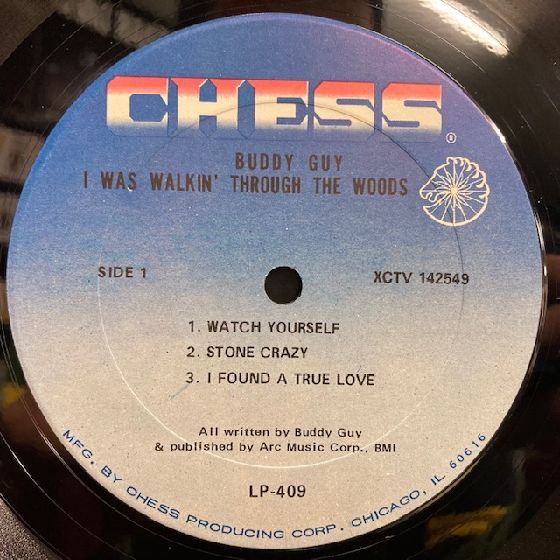 CHESS
®
BUDDY GUY
I WAS WALKIN' THROUGH THE WOODS
SIDE 1
XCTV 142549
1. WATCH YOURSELF
2. STONE CRAZY
3. I FOUND A TRUE LOVE
All written by Buddy Guy
& published by Arc Music Corp., BMI
LP-409
MFG. BY CHESS PRODUCING CORP. CHICAGO, IL 60616